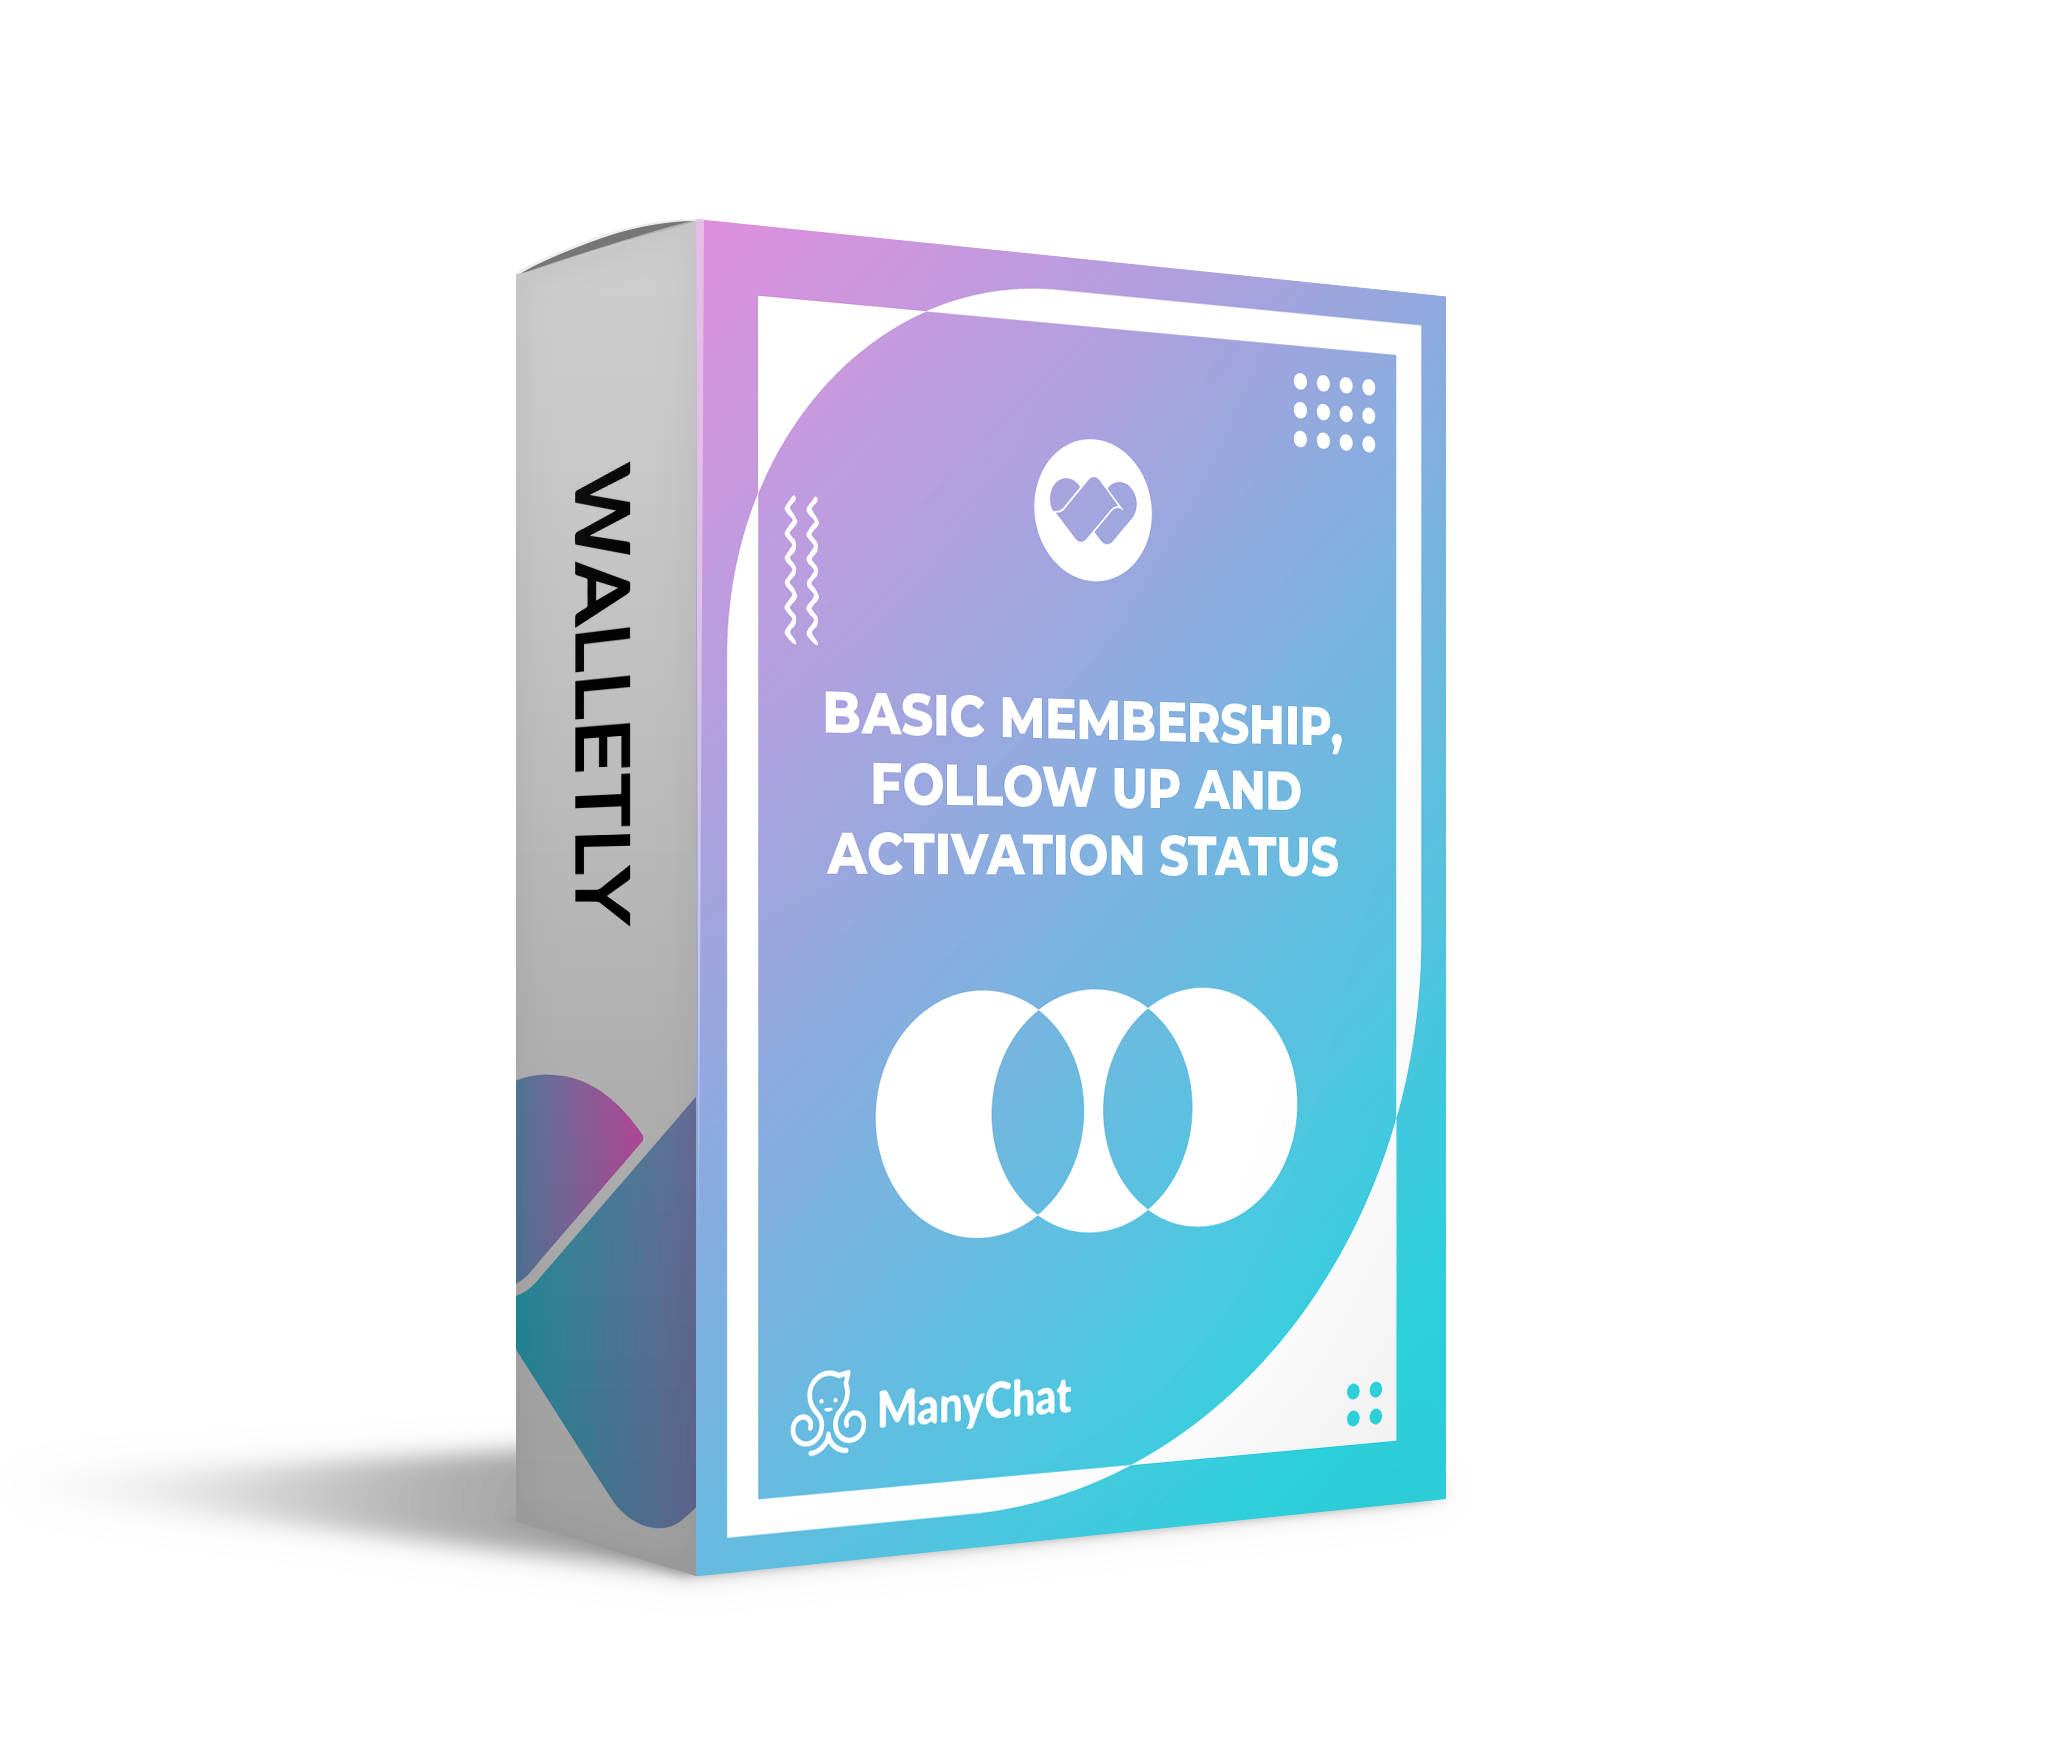 WALLETLY
BASIC MEMBERSHIP,
FOLLOW UP AND
ACTIVATION STATUS
ManyChat